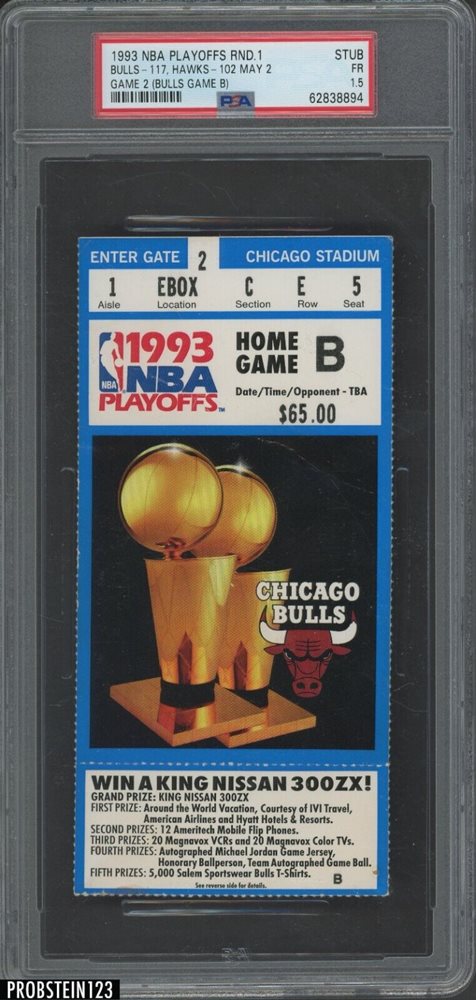 1993 NBA PLAYOFFS RND.1 STUB
BULLS - 117, HAWKS - 102 MAY 2 FR
GAME 2 (BULLS GAME B) 1.5
PSA 62838894
ENTER GATE 2 CHICAGO STADIUM
1 EBOX C E 5
Aisle Location Section Row Seat
1993 NBA PLAYOFFS TM
NBA
HOME GAME B
Date/Time/Opponent - TBA
$65.00
CHICAGO
BULLS
WIN A KING NISSAN 300ZX!
GRAND PRIZE: KING NISSAN 300ZX
FIRST PRIZE: Around the World Vacation, Courtesy of IVI Travel,
American Airlines and Hyatt Hotels & Resorts.
SECOND PRIZES: 12 Ameritech Mobile Flip Phones.
THIRD PRIZES: 20 Magnavox VCRs and 20 Magnavox Color TVs.
FOURTH PRIZES: Autographed Michael Jordan Game Jersey,
Honorary Ballperson, Team Autographed Game Ball.
FIFTH PRIZES: 5,000 Salem Sportswear Bulls T-Shirts.
See reverse side for details.
B
PSA
PROBSTEIN123